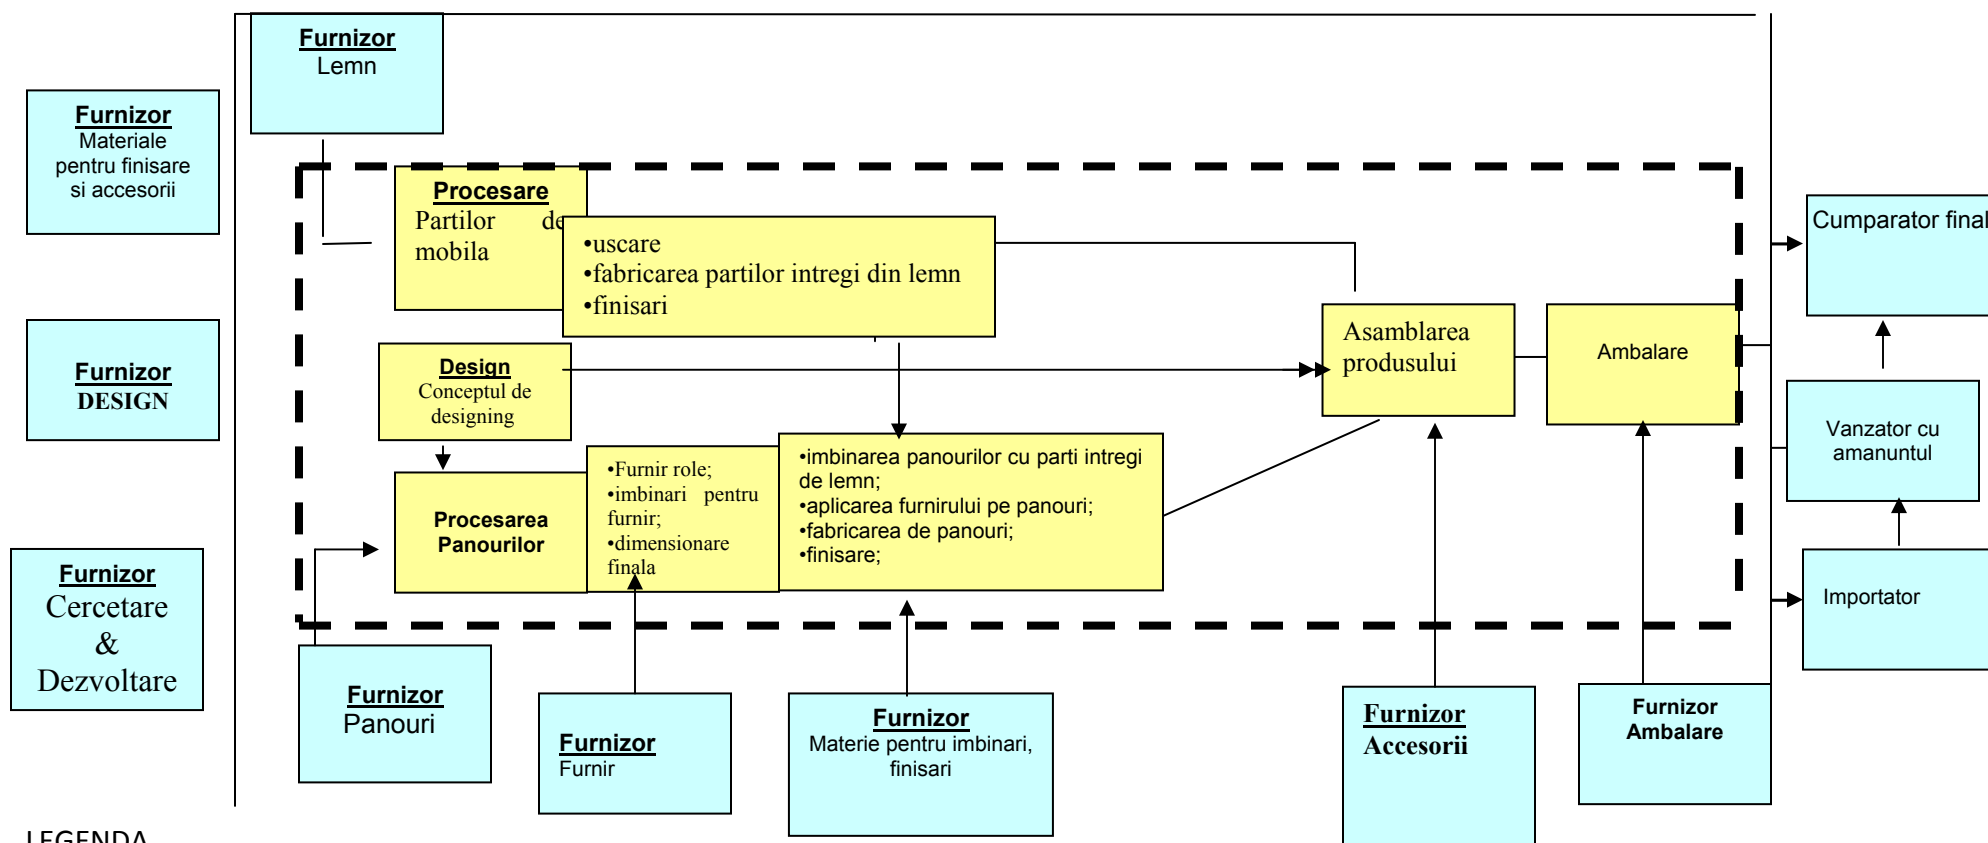 Furnizor
Lemn
Furnizor
Materiale
pentru finisare
si accesorii
Procesare
Partilor de
mobila
•uscare
•fabricarea partilor intregi din lemn
•finisari
Cumparator final
Furnizor
DESIGN
Design
Conceptul de
designing
Asamblarea
produsului
Ambalare
Vanzator cu
amanuntul
Procesarea
Panourilor
•Furnir role;
•imbinari pentru
furnir;
•dimensionare
finala
•imbinarea panourilor cu parti intregi
de lemn;
•aplicarea furnirului pe panouri;
•fabricarea de panouri;
•finisare;
Furnizor
Cercetare
&
Dezvoltare
Importator
Furnizor
Panouri
Furnizor
Furnir
Furnizor
Materie pentru imbinari,
finisari
Furnizor
Accesorii
Furnizor
Ambalare
LEGENDA